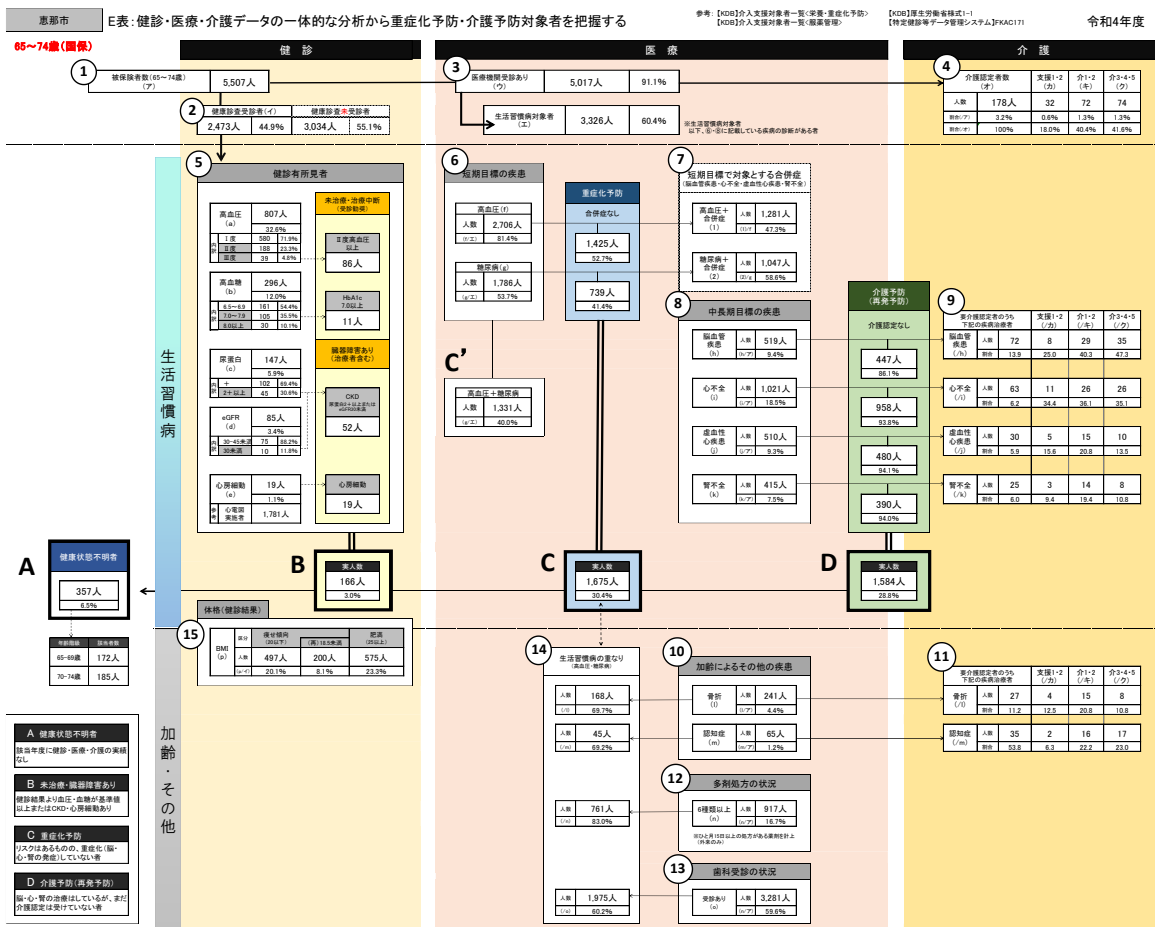 恵那市
E表：健診・医療・介護データの一体的な分析から重症化予防・介護予防対象者を把握する
参考：【KDB】介入支援対象者一覧<栄養・重症化予防> 【KDB】厚生労働省様式1-1
【KDB】介入支援対象者一覧<服薬管理> 【特定健診等データ管理システム】FKAC171
令和4年度
65～74歳(国保)
健 診
医 療
介 護
1
被保険者数(65～74歳)
(ア)
5,507人
2
健康診査受診者(イ) 健康診査未受診者
2,473人 44.9% 3,034人 55.1%
3
医療機関受診あり
(ウ)
5,017人 91.1%
生活習慣病対象者
(エ)
3,326人 60.4%
※生活習慣病対象者
以下、⑥・⑧に記載している疾病の診断がある者
4
介護認定者数
(オ)
支援1・2
(カ)
介1・2
(キ)
介3・4・5
(ク)
人数 178人 32 72 74
割合(/ア) 3.2% 0.6% 1.3% 1.3%
割合(/オ) 100% 18.0% 40.4% 41.6%
生活習慣病
5
健診有所見者
高血圧
(a)
807人
32.6%
内訳
Ⅰ度 580 71.9%
Ⅱ度 188 23.3%
Ⅲ度 39 4.8%
高血糖
(b)
296人
12.0%
内訳
6.5～6.9 161 54.4%
7.0～7.9 105 35.5%
8.0以上 30 10.1%
尿蛋白
(c)
147人
5.9%
内訳
＋ 102 69.4%
2＋以上 45 30.6%
eGFR
(d)
85人
3.4%
内訳
30-45未満 75 88.2%
30未満 10 11.8%
心房細動
(e)
19人
1.1%
参考
心電図
実施者
1,781人
未治療・治療中断
(受診勧奨)
Ⅱ度高血圧
以上
86人
HbA1c
7.0以上
11人
臓器障害あり
(治療者含む)
CKD
尿蛋白2＋以上または
eGFR30未満
52人
心房細動
19人
6
短期目標の疾患
高血圧(f)
人数 2,706人
(f/エ) 81.4%
糖尿病(g)
人数 1,786人
(g/エ) 53.7%
C’
高血圧＋糖尿病
人数 1,331人
(g/エ) 40.0%
重症化予防
合併症なし
1,425人
52.7%
739人
41.4%
7
短期目標で対象とする合併症
(脳血管疾患・心不全・虚血性心疾患・腎不全)
高血圧＋
合併症
(1)
人数 1,281人
(1)/f 47.3%
糖尿病＋
合併症
(2)
人数 1,047人
(2)/g 58.6%
8
中長期目標の疾患
脳血管
疾患
(h)
人数 519人
(h/ア) 9.4%
心不全
(i)
人数 1,021人
(i/ア) 18.5%
虚血性
心疾患
(j)
人数 510人
(j/ア) 9.3%
腎不全
(k)
人数 415人
(k/ア) 7.5%
介護予防
(再発予防)
介護認定なし
447人
86.1%
958人
93.8%
480人
94.1%
390人
94.0%
9
要介護認定者のうち
下記の疾病治療者
支援1・2
(/カ)
介1・2
(/キ)
介3・4・5
(/ク)
脳血管
疾患
(/h)
人数 72 8 29 35
割合 13.9 25.0 40.3 47.3
心不全
(/i)
人数 63 11 26 26
割合 6.2 34.4 36.1 35.1
虚血性
心疾患
(/j)
人数 30 5 15 10
割合 5.9 15.6 20.8 13.5
腎不全
(/k)
人数 25 3 14 8
割合 6.0 9.4 19.4 10.8
A
健康状態不明者
357人
6.5%
年齢階級 該当者数
65-69歳 172人
70-74歳 185人
B
実人数
166人
3.0%
C
実人数
1,675人
30.4%
D
実人数
1,584人
28.8%
体格(健診結果)
15
BMI
(p)
区分
痩せ傾向
(20以下)
(再)18.5未満
肥満
(25以上)
人数 497人 200人 575人
(p/イ) 20.1% 8.1% 23.3%
加齢・その他
14
生活習慣病の重なり
(高血圧・糖尿病)
人数 168人
(/l) 69.7%
人数 45人
(/m) 69.2%
人数 761人
(/n) 83.0%
人数 1,975人
(/o) 60.2%
10
加齢によるその他の疾患
骨折
(l)
人数 241人
(l/ア) 4.4%
認知症
(m)
人数 65人
(m/ア) 1.2%
12
多剤処方の状況
6種類以上
(n)
人数 917人
(n/ア) 16.7%
※ひと月15日以上の処方がある薬剤を計上
(外来のみ)
13
歯科受診の状況
受診あり
(o)
人数 3,281人
(n/ア) 59.6%
11
要介護認定者のうち
下記の疾病治療者
支援1・2
(/カ)
介1・2
(/キ)
介3・4・5
(/ク)
骨折
(/l)
人数 27 4 15 8
割合 11.2 12.5 20.8 10.8
認知症
(/m)
人数 35 2 16 17
割合 53.8 6.3 22.2 23.0
A 健康状態不明者
該当年度に健診・医療・介護の実績
なし
B 未治療・臓器障害あり
健診結果より血圧・血糖が基準値
以上またはCKD・心房細動あり
C 重症化予防
リスクはあるものの、重症化(脳・
心・腎の発症)していない者
D 介護予防(再発予防)
脳・心・腎の治療はしているが、まだ
介護認定は受けていない者